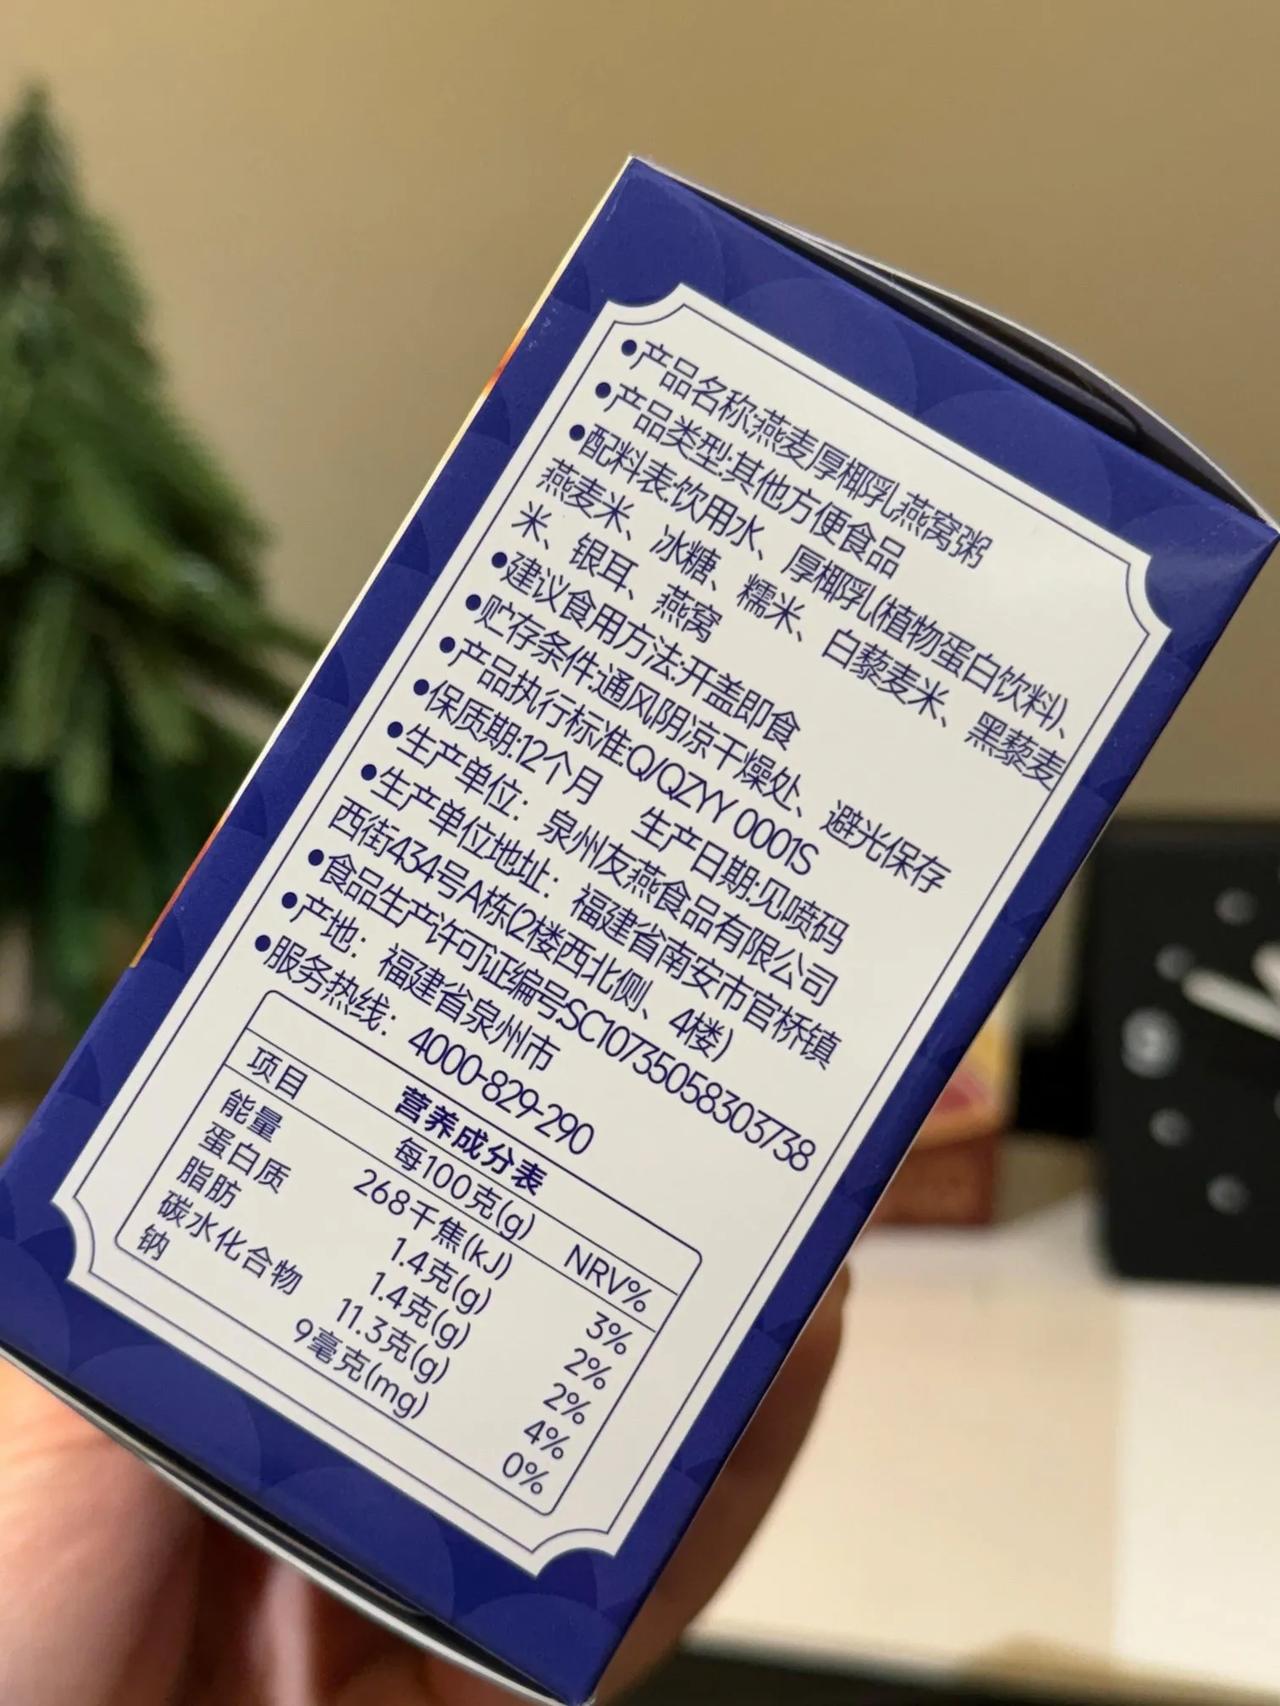 ●产品名称:燕麦厚椰乳燕窝粥
●产品类型:其他方便食品
●配料表:饮用水、厚椰乳(植物蛋白饮料)、
燕麦米、冰糖、糯米、白藜麦米、黑藜麦
米、银耳、燕窝
●建议食用方法:开盖即食
●贮存条件:通风阴凉干燥处、避光保存
●产品执行标准:Q/QZYY 0001S
●保质期:12个月 生产日期:见喷码
●生产单位：泉州友燕食品有限公司
●生产单位地址：福建省南安市官桥镇
西街434号A栋(2楼西北侧、4楼)
●食品生产许可证编号SC10735058303738
●产地：福建省泉州市
●服务热线：4000-829-290
营养成分表
项目 每100克(g) NRV%
能量 268千焦(kJ) 3%
蛋白质 1.4克(g) 2%
脂肪 1.4克(g) 2%
碳水化合物 11.3克(g) 4%
钠 9毫克(mg) 0%